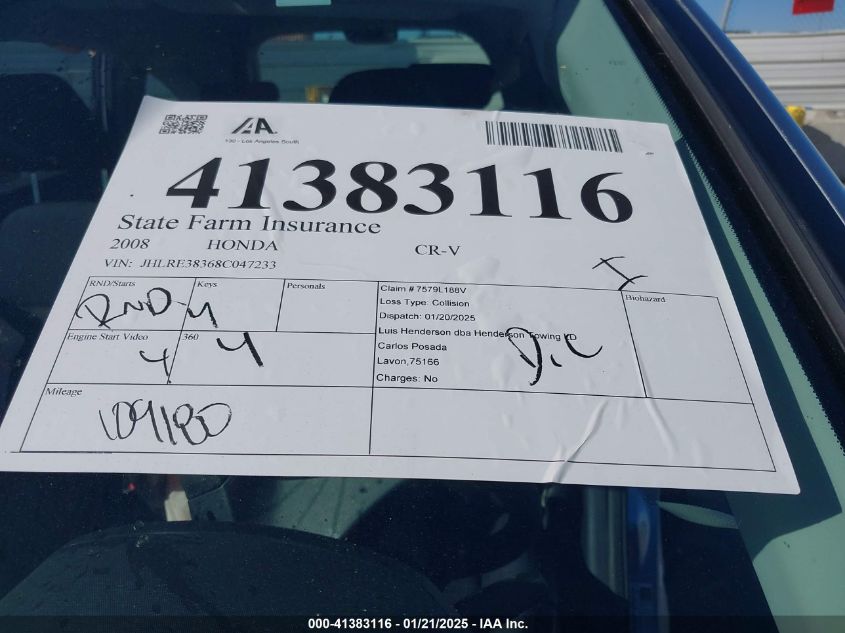 IAA
130 - Los Angeles South
41383116
State Farm Insurance
2008 HONDA CR-V
VIN: JHLRE38368C047233
RND/Starts
RND-Y
Keys
Personals
Engine Start Video
Y
360
Y
Mileage
109180
Claim # 7579L188V
Loss Type: Collision
Dispatch: 01/20/2025
Luis Henderson dba Henderson Towing KD
Carlos Posada
Lavon,75166
Charges: No
I
Biohazard
000-41383116 - 01/21/2025 - IAA Inc.